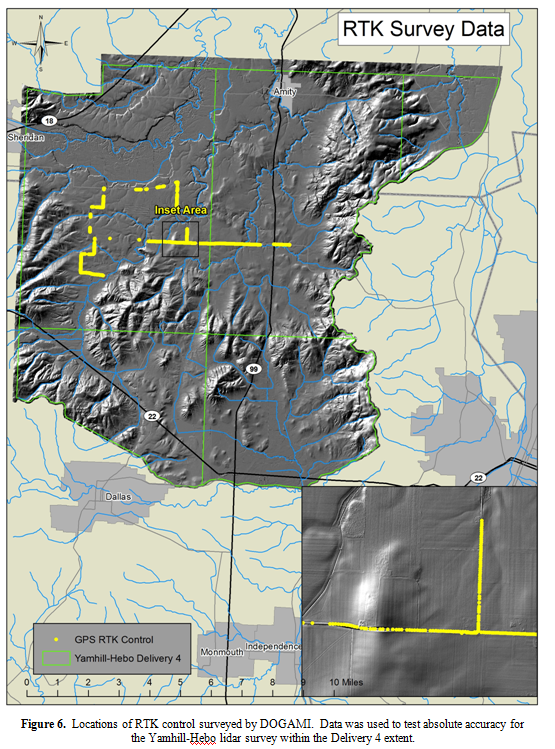 RTK Survey Data
N
W
E
S
Amity
18
Sheridan
Inset Area
99
22
22
Dallas
GPS RTK Control
Yamhill-Hebo Delivery 4
Monmouth
Independence
0 1 2 3 4 5 6 7 8 9 10 Miles
Figure 6. Locations of RTK control surveyed by DOGAMI. Data was used to test absolute accuracy for
the Yamhill-Hebo lidar survey within the Delivery 4 extent.